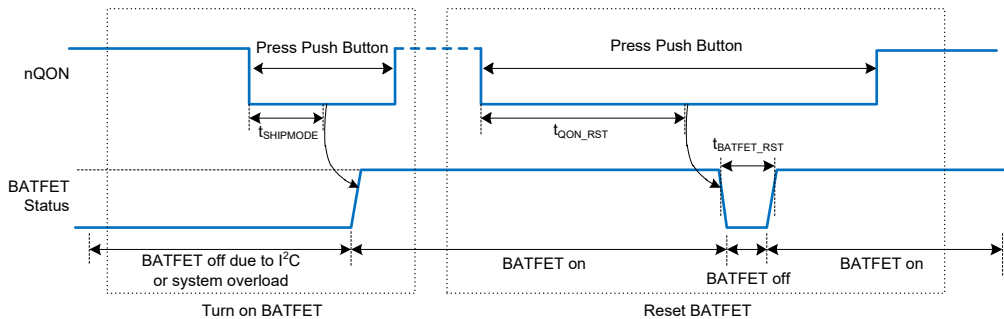 Press Push Button
Press Push Button
nQON
tSHIPMODE
tQON_RST
tBATFET_RST
BATFET
Status
BATFET off due to I²C
or system overload
BATFET on
BATFET off
BATFET on
Turn on BATFET
Reset BATFET